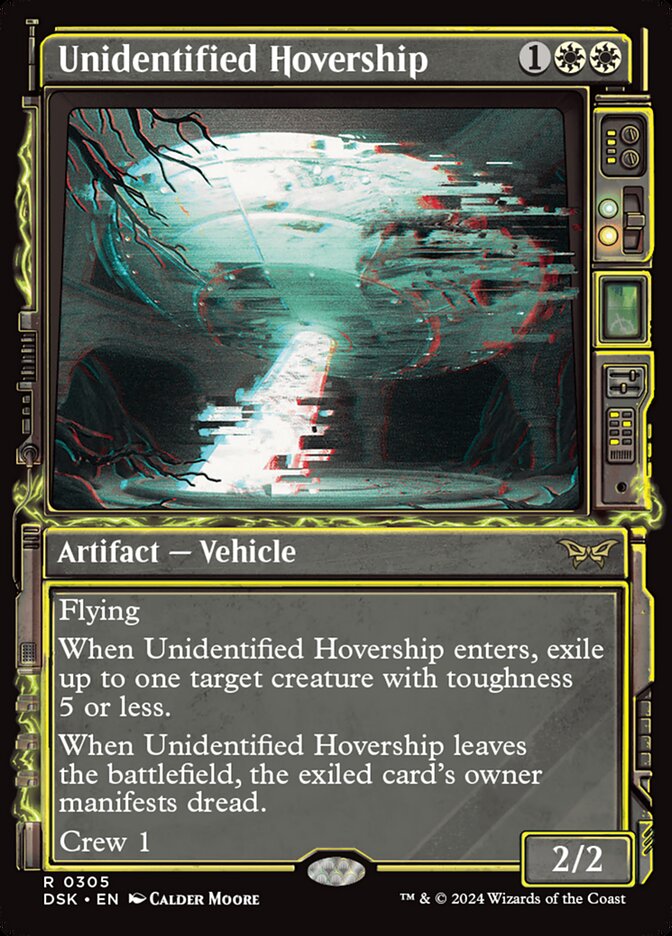 Unidentified Hovership 1
Artifact — Vehicle
Flying
When Unidentified Hovership enters, exile
up to one target creature with toughness
5 or less.
When Unidentified Hovership leaves
the battlefield, the exiled card's owner
manifests dread.
Crew 1
2/2
R 0305
DSK • EN Calder Moore
™ & © 2024 Wizards of the Coast